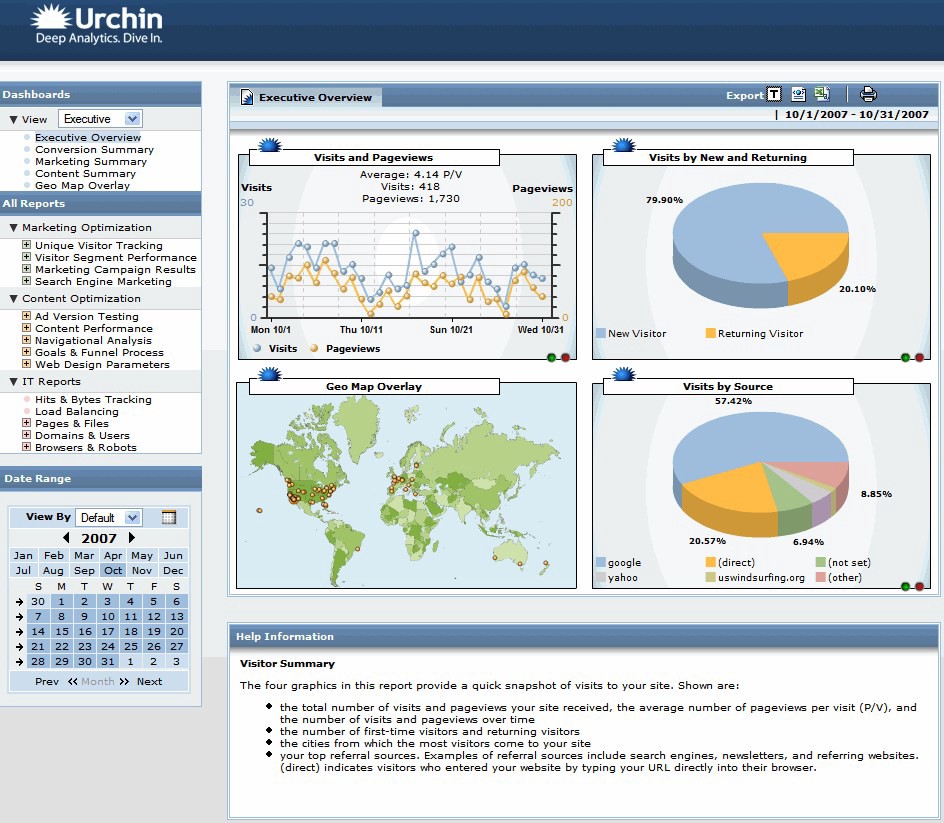 Urchin
Deep Analytics. Dive In.
Dashboards
View Executive
Executive Overview
Conversion Summary
Marketing Summary
Content Summary
Geo Map Overlay
All Reports
Marketing Optimization
Unique Visitor Tracking
Visitor Segment Performance
Marketing Campaign Results
Search Engine Marketing
Content Optimization
Ad Version Testing
Content Performance
Navigational Analysis
Goals & Funnel Process
Web Design Parameters
IT Reports
Hits & Bytes Tracking
Load Balancing
Pages & Files
Domains & Users
Browsers & Robots
Date Range
View By Default
2007
Jan Feb Mar Apr May Jun
Jul Aug Sep Oct Nov Dec
S M T W T F S
30 1 2 3 4 5 6
7 8 9 10 11 12 13
14 15 16 17 18 19 20
21 22 23 24 25 26 27
28 29 30 31 1 2 3
Prev << Month >> Next
Executive Overview
Export T
| 10/1/2007 - 10/31/2007
Visits and Pageviews
Average: 4.14 P/V
Visits: 418
Pageviews: 1,730
Visits
Pageviews
30
200
0
0
Mon 10/1 Thu 10/11 Sun 10/21 Wed 10/31
Visits Pageviews
Visits by New and Returning
79.90%
20.10%
New Visitor Returning Visitor
Geo Map Overlay
Visits by Source
57.42%
8.85%
20.57%
6.94%
google (direct) (not set)
yahoo uswindsurfing.org (other)
Help Information
Visitor Summary
The four graphics in this report provide a quick snapshot of visits to your site. Shown are:
the total number of visits and pageviews your site received, the average number of pageviews per visit (P/V), and
the number of visits and pageviews over time
the number of first-time visitors and returning visitors
the cities from which the most visitors come to your site
your top referral sources. Examples of referral sources include search engines, newsletters, and referring websites.
(direct) indicates visitors who entered your website by typing your URL directly into their browser.